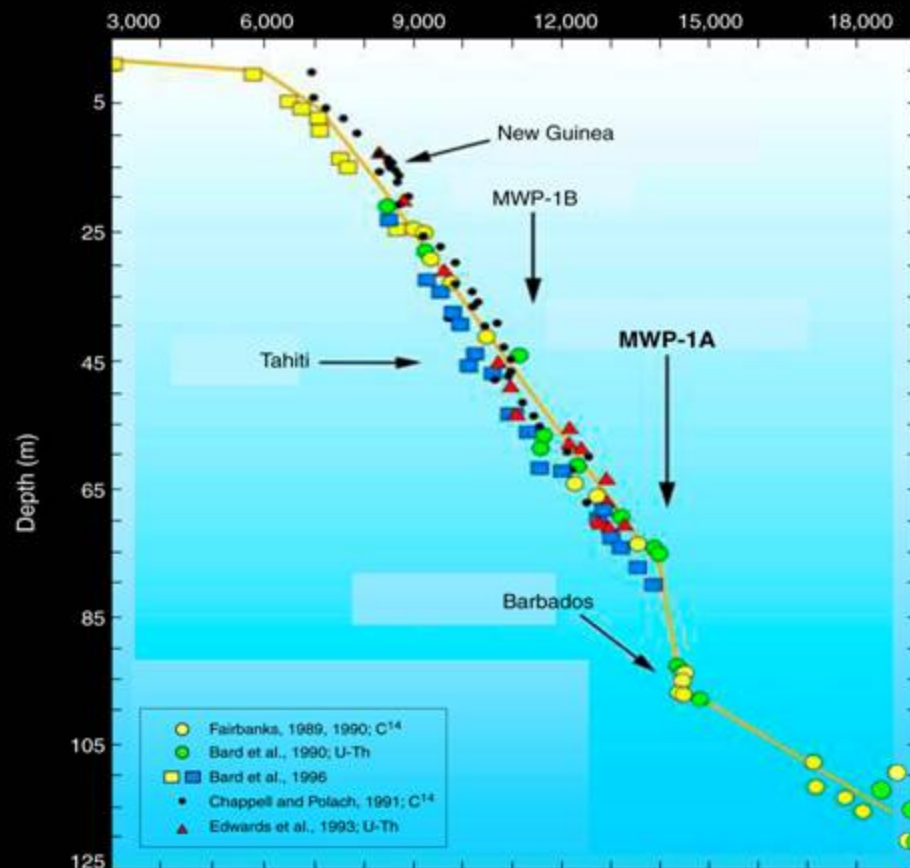 3,000 6,000 9,000 12,000 15,000 18,000
5
New Guinea
MWP-1B
25
MWP-1A
Tahiti
45
Depth (m)
65
Barbados
85
Fairbanks, 1989, 1990; C14
105
Bard et al., 1990; U-Th
Bard et al., 1996
Chappell and Polach, 1991; C14
Edwards et al., 1993; U-Th
125